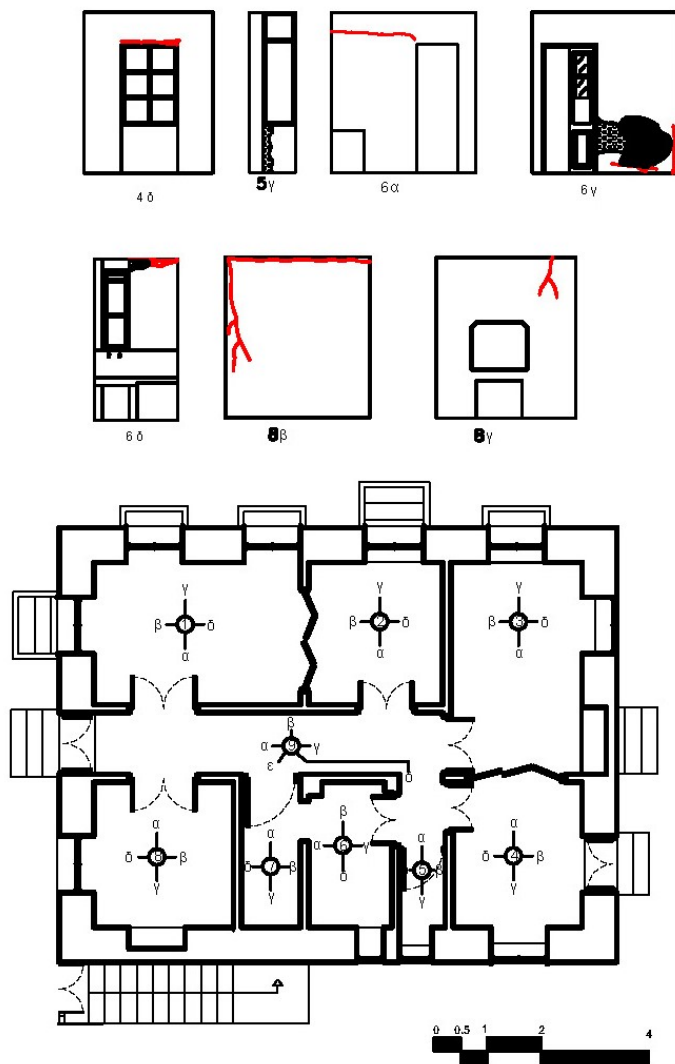 4 δ
5γ
6α
6γ
6 δ
8β
8γ
γ
β 1 δ
α
γ
β 2 δ
α
γ
β 3 δ
α
β
α 9 γ
ε
δ
α
δ 8 β
γ
α
δ 7 β
γ
β
α 6 γ
δ
α
5 β
γ
α
δ 4 β
γ
0 0.5 1 2 4